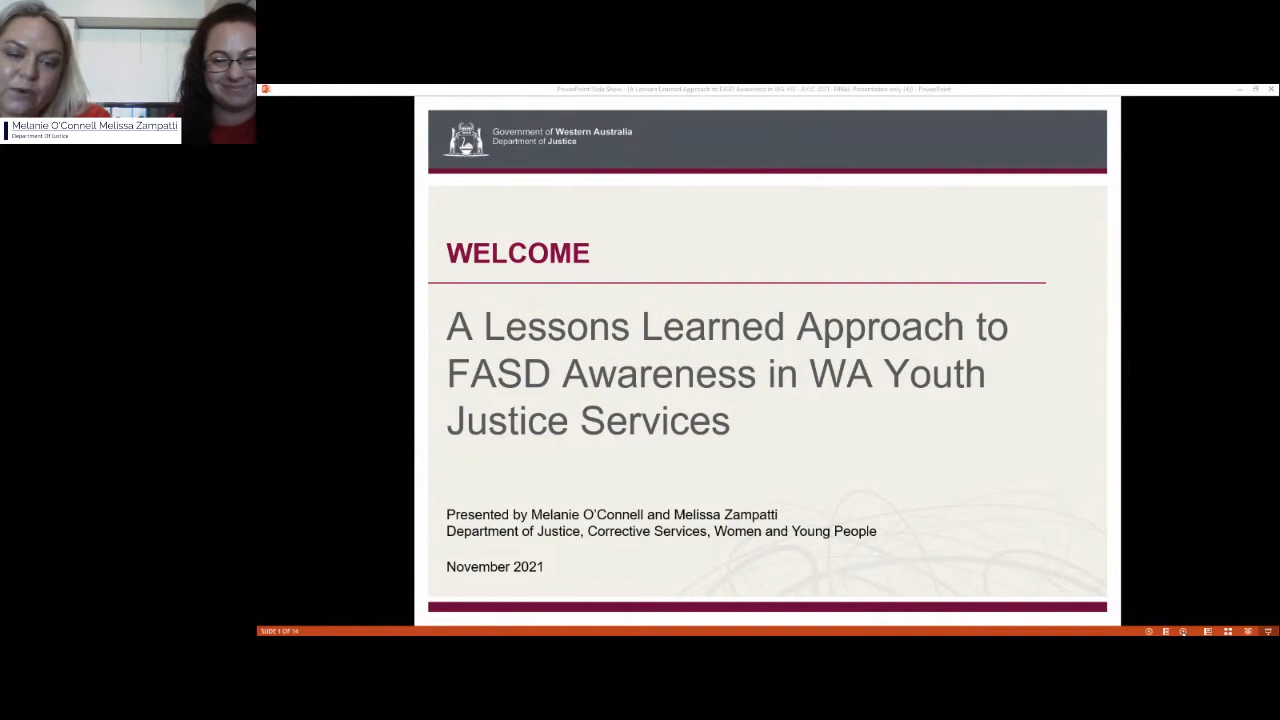 Melanie O'Connell Melissa Zampatti
Department Of Justice
PowerPoint Slide Show - [A Lessons Learned Approach to FASD Awareness in WA YJS - AYJC 2021- FINAL Presentation only (4)] - PowerPoint
Government of Western Australia
Department of Justice
WELCOME
A Lessons Learned Approach to
FASD Awareness in WA Youth
Justice Services
Presented by Melanie O'Connell and Melissa Zampatti
Department of Justice, Corrective Services, Women and Young People
November 2021
SLIDE 1 OF 14